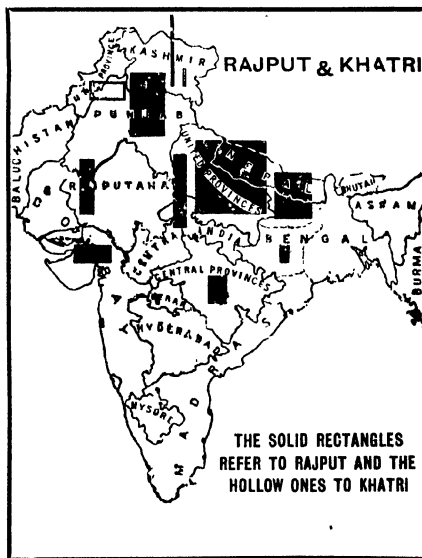 KASHMIR
RAJPUT & KHATRI
PROVINCE
PUNJAB
BALUCHISTAN
UNITED PROVINCES
NEPAL
BHUTAN
ASSAM
RAJPUTANA
CENTRAL INDIA
BENGAL
BURMA
CENTRAL PROVINCES
BERAR
HYDERABAD
MADRAS
MYSORE
THE SOLID RECTANGLES
REFER TO RAJPUT AND THE
HOLLOW ONES TO KHATRI